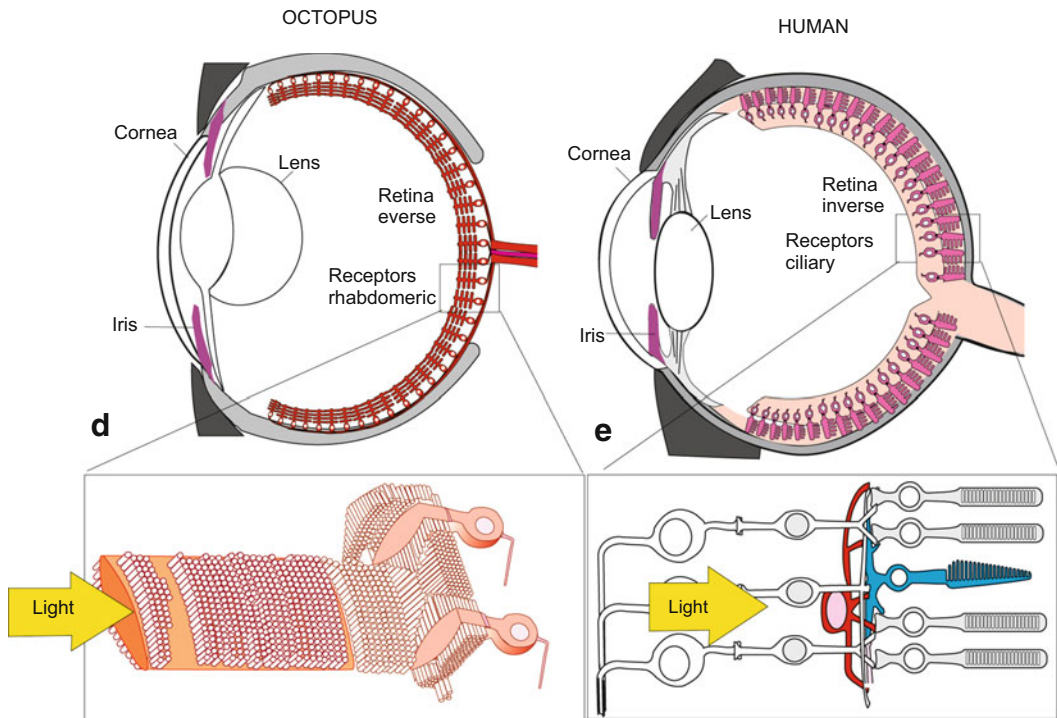 OCTOPUS
HUMAN
Cornea
Lens
Retina
everse
Receptors
rhabdomeric
Iris
d
Cornea
Lens
Retina
inverse
Receptors
ciliary
Iris
e
Light
Light